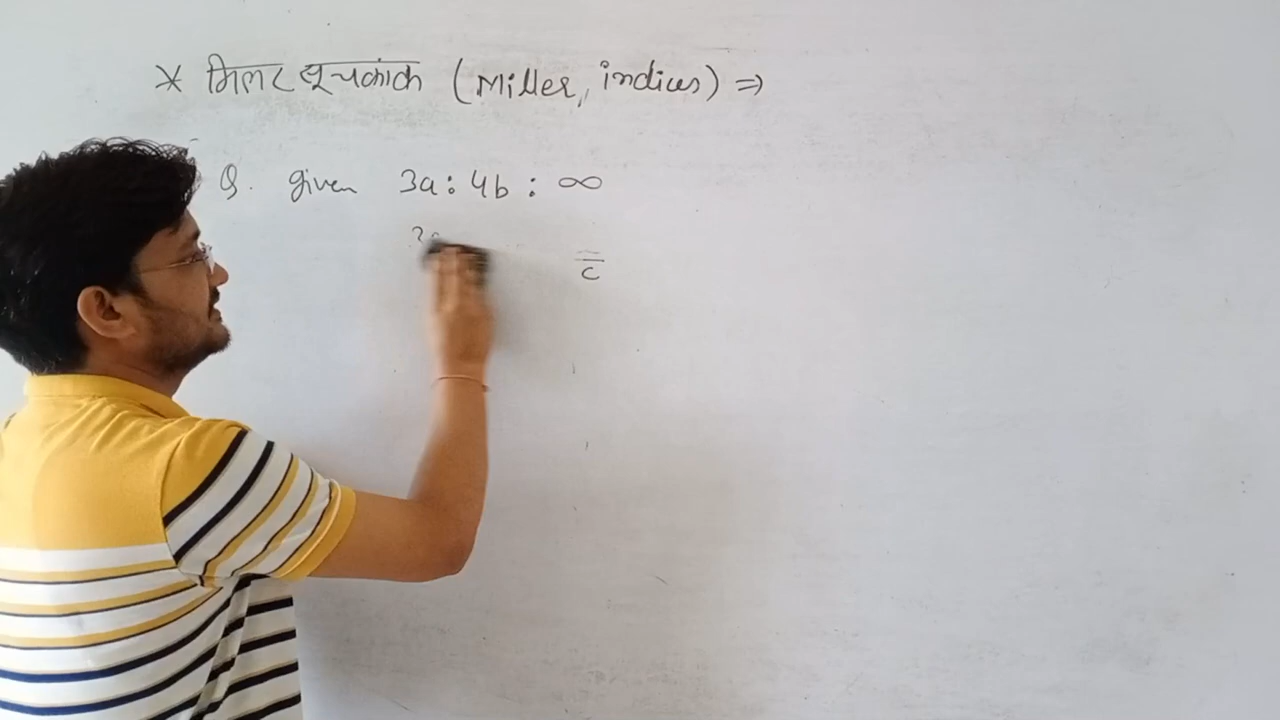 * मिलर सूचकांक (Miller, indices) ⇒
Q. given 3a : 4b : ∞
c